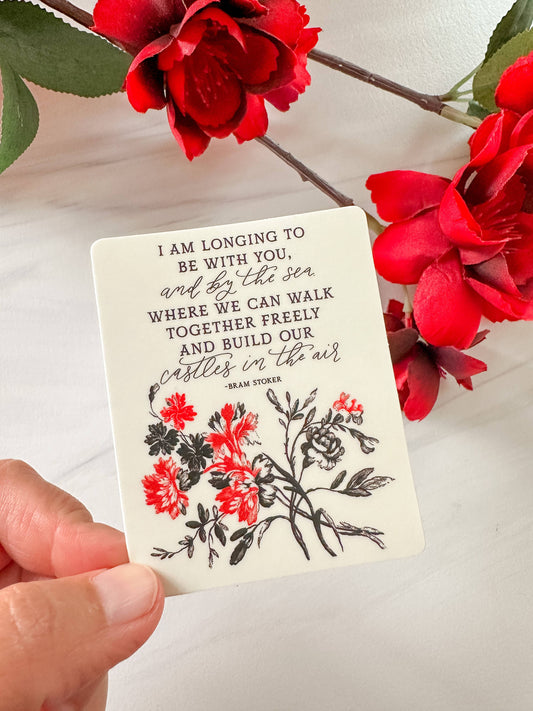 I AM LONGING TO
BE WITH YOU,
and by the sea
WHERE WE CAN WALK
TOGETHER FREELY
AND BUILD OUR
castles in the air
-BRAM STOKER